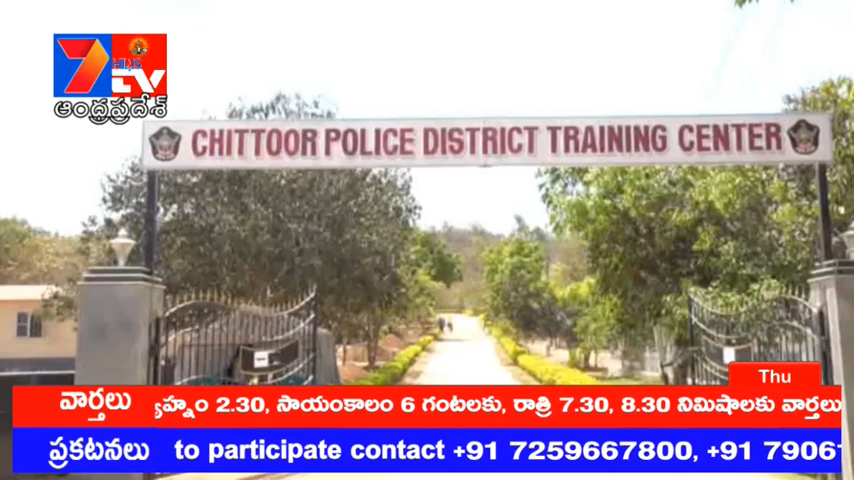 7
HILLS
tv
ఆంధ్రప్రదేశ్
CHITTOOR POLICE DISTRICT TRAINING CENTER
Thu
వార్తలు
2.30, సాయంకాలం 6 గంటలకు, రాత్రి 7.30, 8.30 నిమిషాలకు వార్తలు
ప్రకటనలు to participate contact +91 7259667800, +91 7906